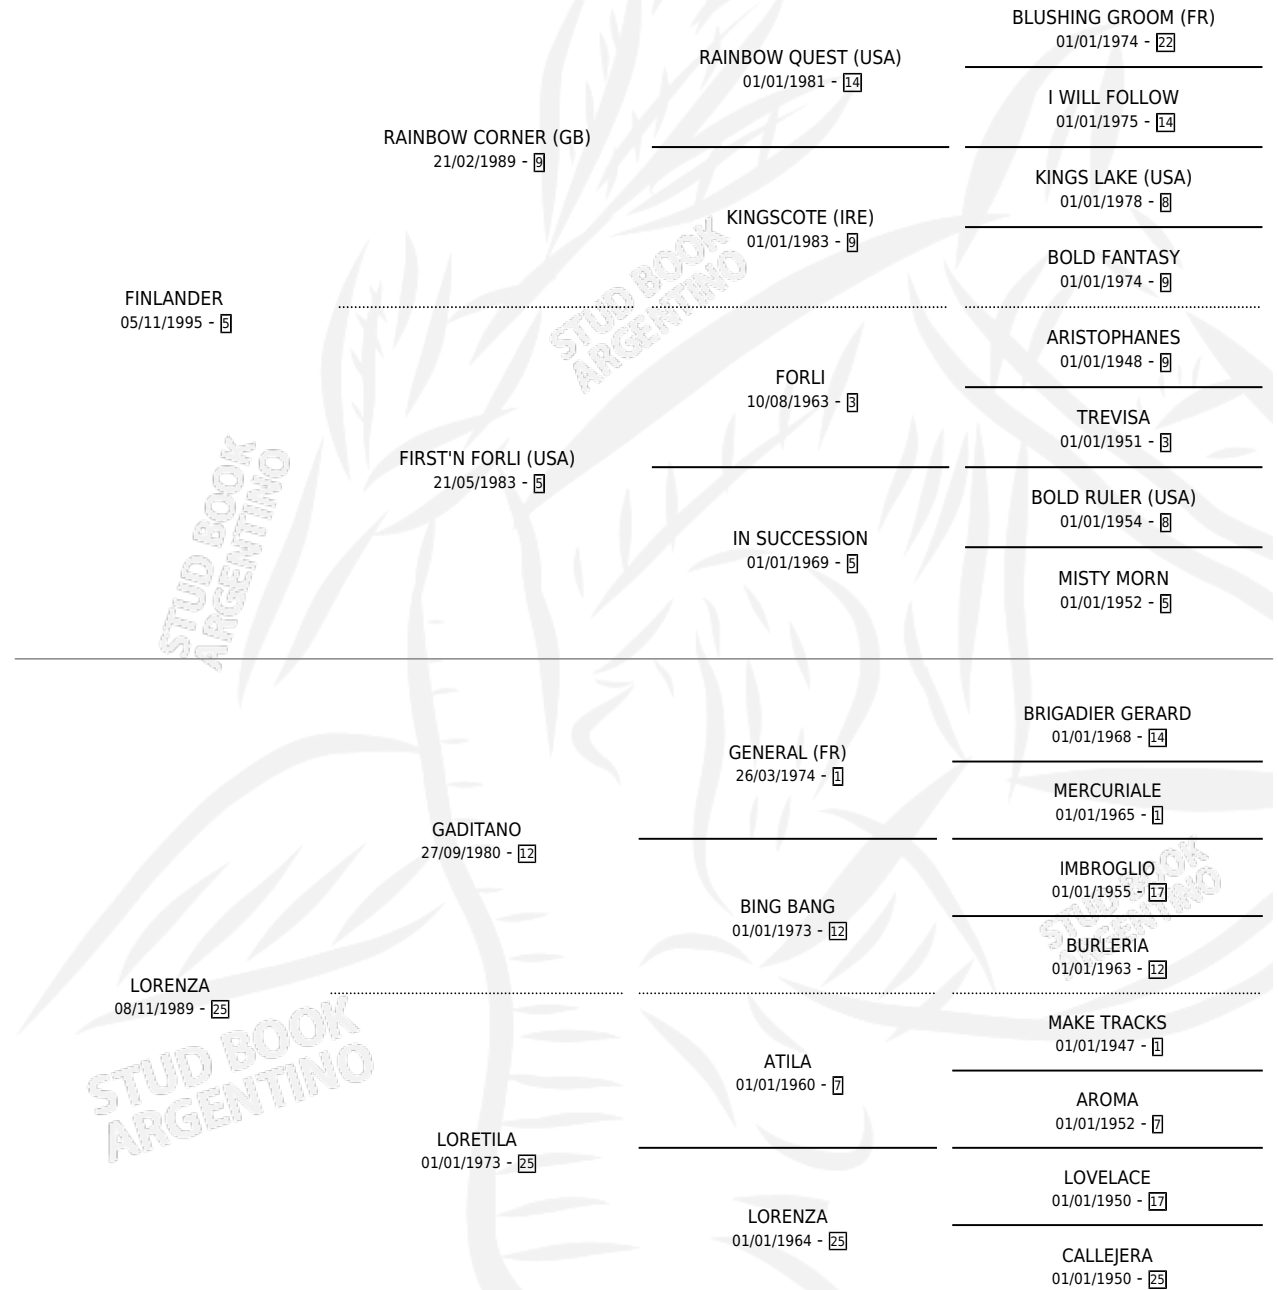 BLUSHING GROOM (FR)
01/01/1974 - 22
RAINBOW QUEST (USA)
01/01/1981 - 14
I WILL FOLLOW
01/01/1975 - 14
RAINBOW CORNER (GB)
21/02/1989 - 9
KINGS LAKE (USA)
01/01/1978 - 8
KINGSCOTE (IRE)
01/01/1983 - 9
BOLD FANTASY
01/01/1974 - 9
FINLANDER
05/11/1995 - 5
ARISTOPHANES
01/01/1948 - 9
FORLI
10/08/1963 - 3
TREVISA
01/01/1951 - 3
FIRST'N FORLI (USA)
21/05/1983 - 5
BOLD RULER (USA)
01/01/1954 - 8
IN SUCCESSION
01/01/1969 - 5
MISTY MORN
01/01/1952 - 5
BRIGADIER GERARD
01/01/1968 - 14
GENERAL (FR)
26/03/1974 - 1
MERCURIALE
01/01/1965 - 1
GADITANO
27/09/1980 - 12
IMBROGLIO
01/01/1955 - 17
BING BANG
01/01/1973 - 12
BURLERIA
01/01/1963 - 12
LORENZA
08/11/1989 - 25
MAKE TRACKS
01/01/1947 - 1
ATILA
01/01/1960 - 7
AROMA
01/01/1952 - 7
LORETILA
01/01/1973 - 25
LOVELACE
01/01/1950 - 17
LORENZA
01/01/1964 - 25
CALLEJERA
01/01/1950 - 25
STUD BOOK
ARGENTINO
STUD BOOK
ARGENTINO
STUD BOOK
ARGENTINO
STUD BOOK
ARGENTINO